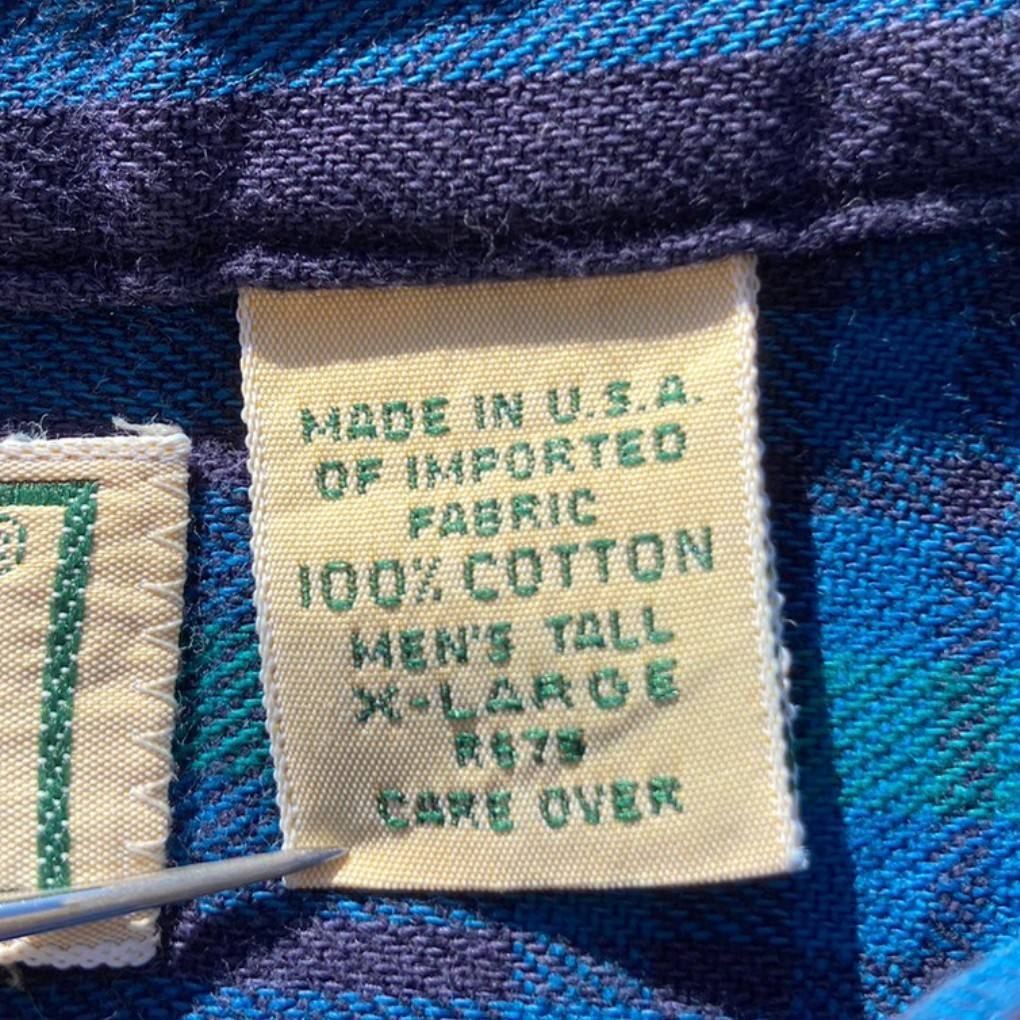 MADE IN U.S.A.
OF IMPORTED
FABRIC
100% COTTON
MEN'S TALL
X-LARGE
CARE OVER